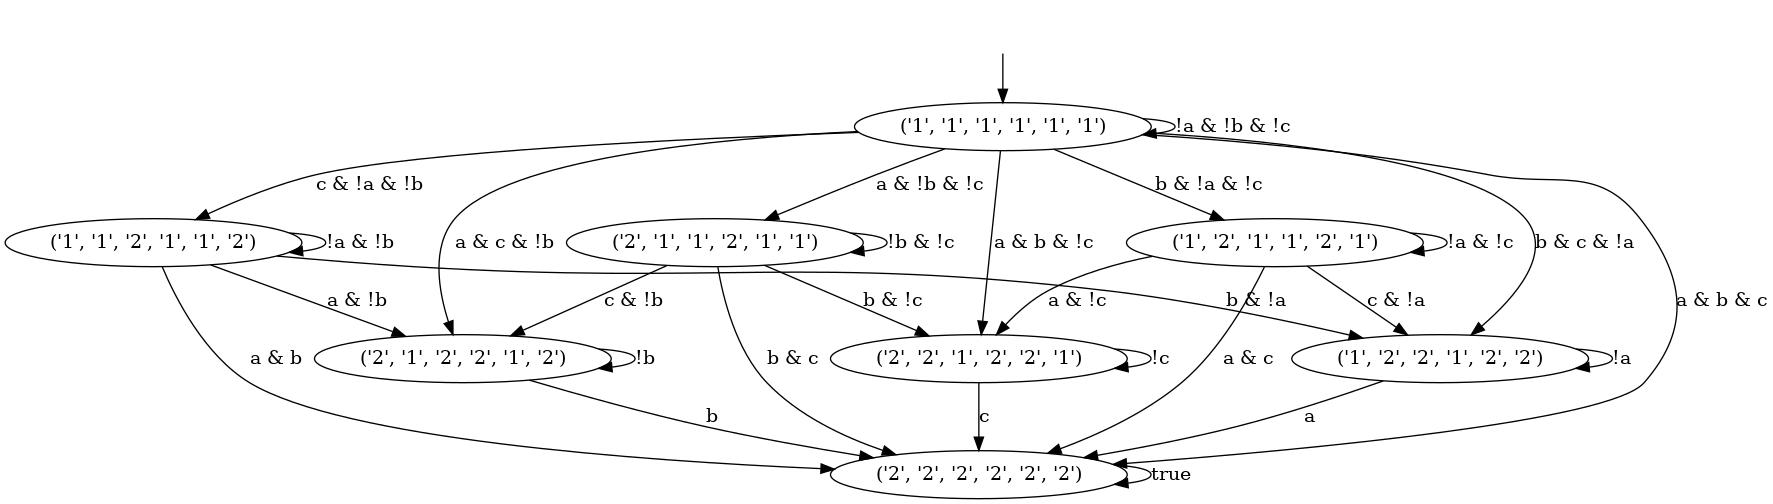 ('1', '1', '1', '1', '1', '1')
!a & !b & !c
c & !a & !b
a & !b & !c
b & !a & !c
('1', '1', '2', '1', '1', '2')
!a & !b
a & c & !b
('2', '1', '1', '2', '1', '1')
!b & !c
a & b & !c
('1', '2', '1', '1', '2', '1')
!a & !c
b & c & !a
a & !b
c & !b
b & !c
a & !c
b & !a
c & !a
a & b & c
a & b
('2', '1', '2', '2', '1', '2')
!b
b & c
('2', '2', '1', '2', '2', '1')
!c
a & c
('1', '2', '2', '1', '2', '2')
!a
b
c
a
('2', '2', '2', '2', '2', '2')
true